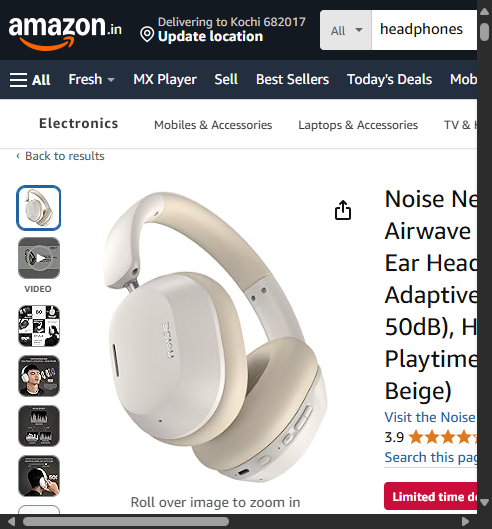 amazon.in
Delivering to Kochi 682017
Update location
All
headphones
All
Fresh
MX Player
Sell
Best Sellers
Today's Deals
Mob
Electronics
Mobiles & Accessories
Laptops & Accessories
TV & H
‹ Back to results
VIDEO
noise
Roll over image to zoom in
Noise Ne
Airwave
Ear Head
Adaptive
50dB), H
Playtime
Beige)
Visit the Noise
3.9
Search this pag
Limited time de